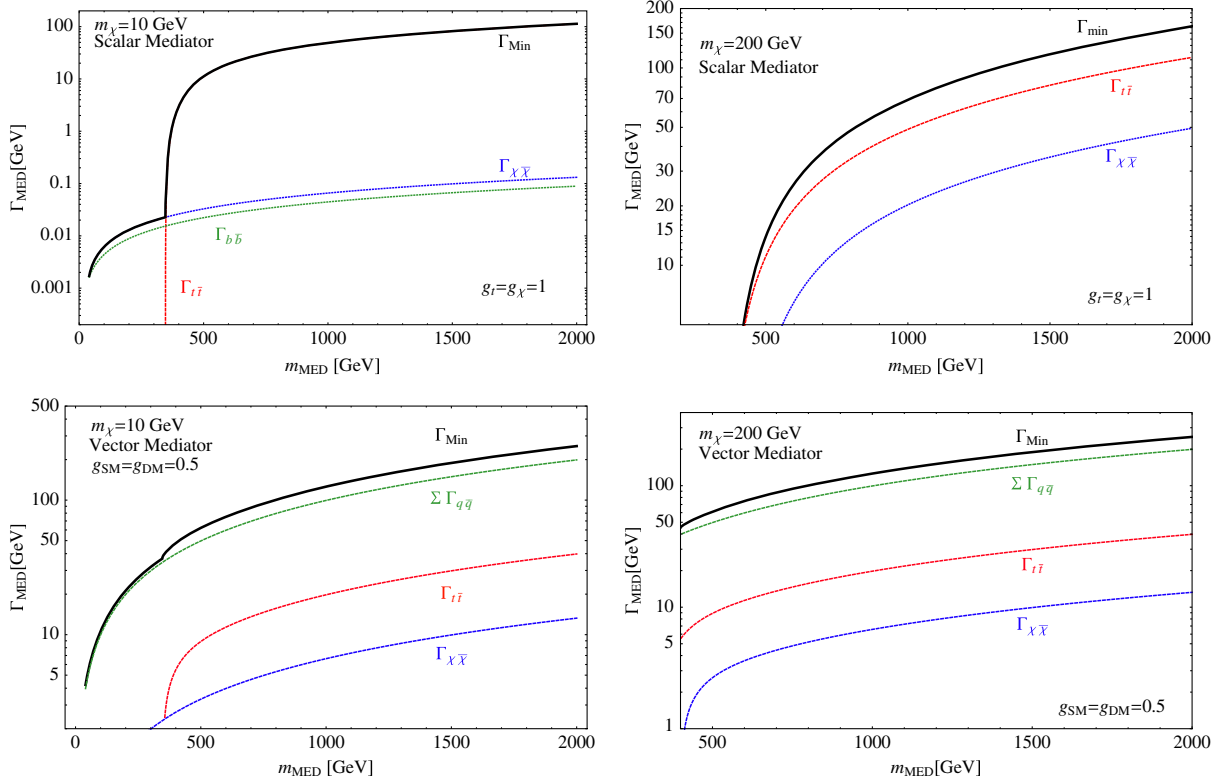 m_χ=10 GeV
Scalar Mediator
Γ_Min
Γ_χχ̅
Γ_bb̅
Γ_tt̅
g_t=g_χ=1
Γ_MED[GeV]
100
10
1
0.1
0.01
0.001
0 500 1000 1500 2000
m_MED [GeV]
m_χ=200 GeV
Scalar Mediator
Γ_min
Γ_tt̅
Γ_χχ̅
g_t=g_χ=1
Γ_MED[GeV]
200
150
100
70
50
30
20
15
10
500 1000 1500 2000
m_MED [GeV]
m_χ=10 GeV
Vector Mediator
g_SM=g_DM=0.5
Γ_Min
Σ Γ_qq̅
Γ_tt̅
Γ_χχ̅
Γ_MED[GeV]
500
100
50
10
5
0 500 1000 1500 2000
m_MED [GeV]
m_χ=200 GeV
Vector Mediator
Γ_Min
Σ Γ_qq̅
Γ_tt̅
Γ_χχ̅
g_SM=g_DM=0.5
Γ_MED[GeV]
100
50
10
5
1
500 1000 1500 2000
m_MED [GeV]